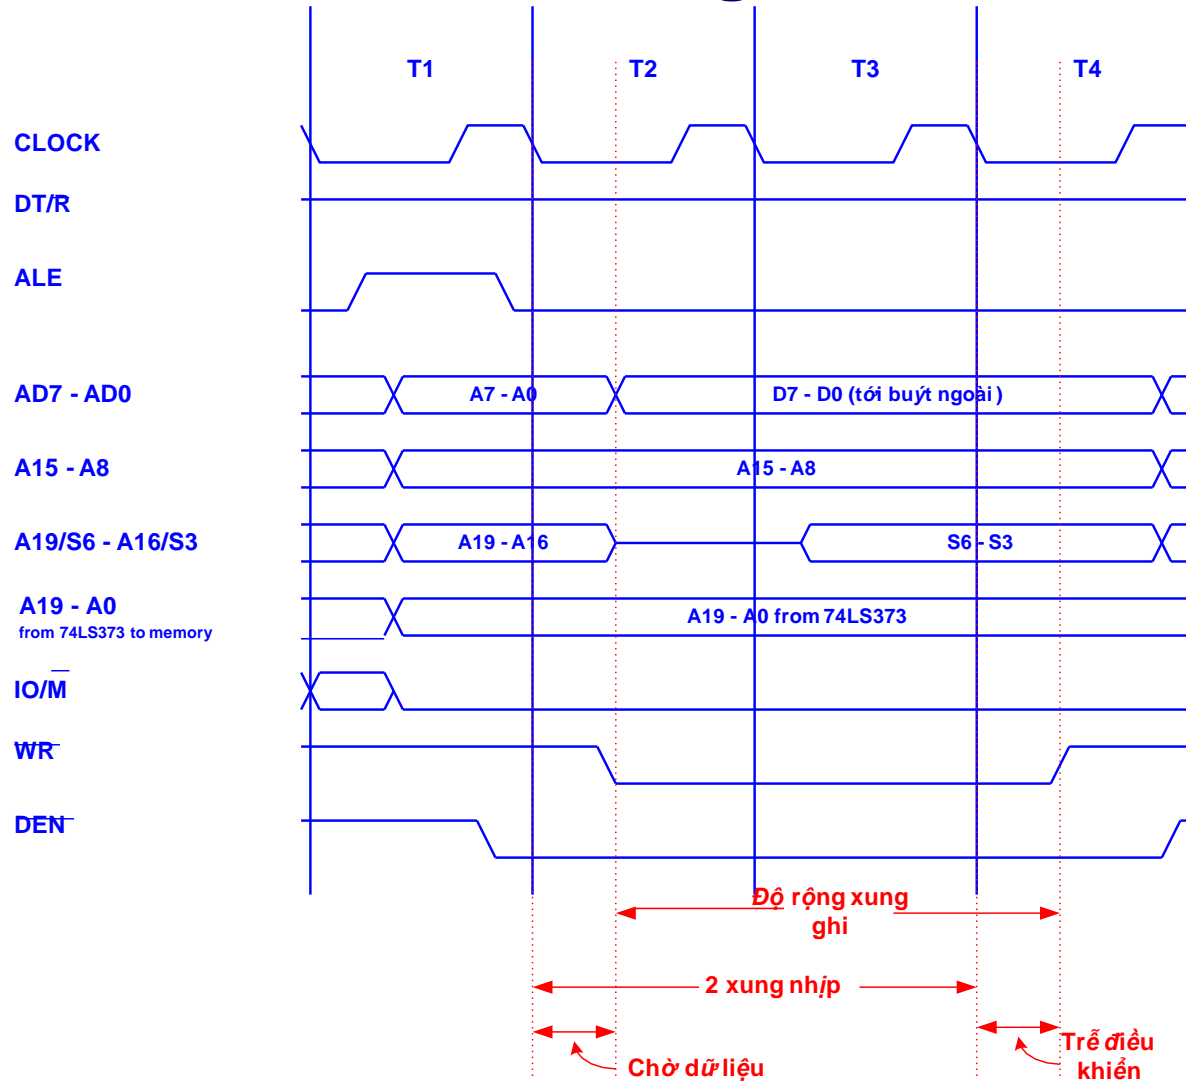 T1 T2 T3 T4
CLOCK
DT/R̅
ALE
AD7 - AD0 A7 - A0 D7 - D0 (tới buýt ngoài)
A15 - A8 A15 - A8
A19/S6 - A16/S3 A19 - A16 S6 - S3
A19 - A0
from 74LS373 to memory
A19 - A0 from 74LS373
IO/M̅
W̅R̅
D̅E̅N̅
Độ rộng xung
ghi
2 xung nhịp
Chờ dữ liệu
Trễ điều
khiển